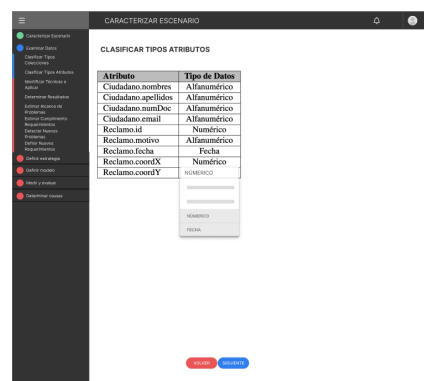 CARACTERIZAR ESCENARIO
Caracterizar Escenario
Examinar Datos
Clasificar Tipos
Colecciones
Clasificar Tipos Atributos
Identificar Técnicas a
Aplicar
Determinar Resultados
Estimar Alcance de
Problemas
Estimar Cumplimiento
Requerimientos
Detectar Nuevos
Problemas
Definir Nuevos
Requerimientos
Definir estrategia
Definir modelo
Medir y evaluar
Determinar causas
CLASIFICAR TIPOS ATRIBUTOS
Atributo Tipo de Datos
Ciudadano.nombres Alfanumérico
Ciudadano.apellidos Alfanumérico
Ciudadano.numDoc Alfanumérico
Ciudadano.email Alfanumérico
Reclamo.id Numérico
Reclamo.motivo Alfanumérico
Reclamo.fecha Fecha
Reclamo.coordX Numérico
Reclamo.coordY NÚMERICO
NÚMERICO
FECHA
VOLVER SIGUIENTE